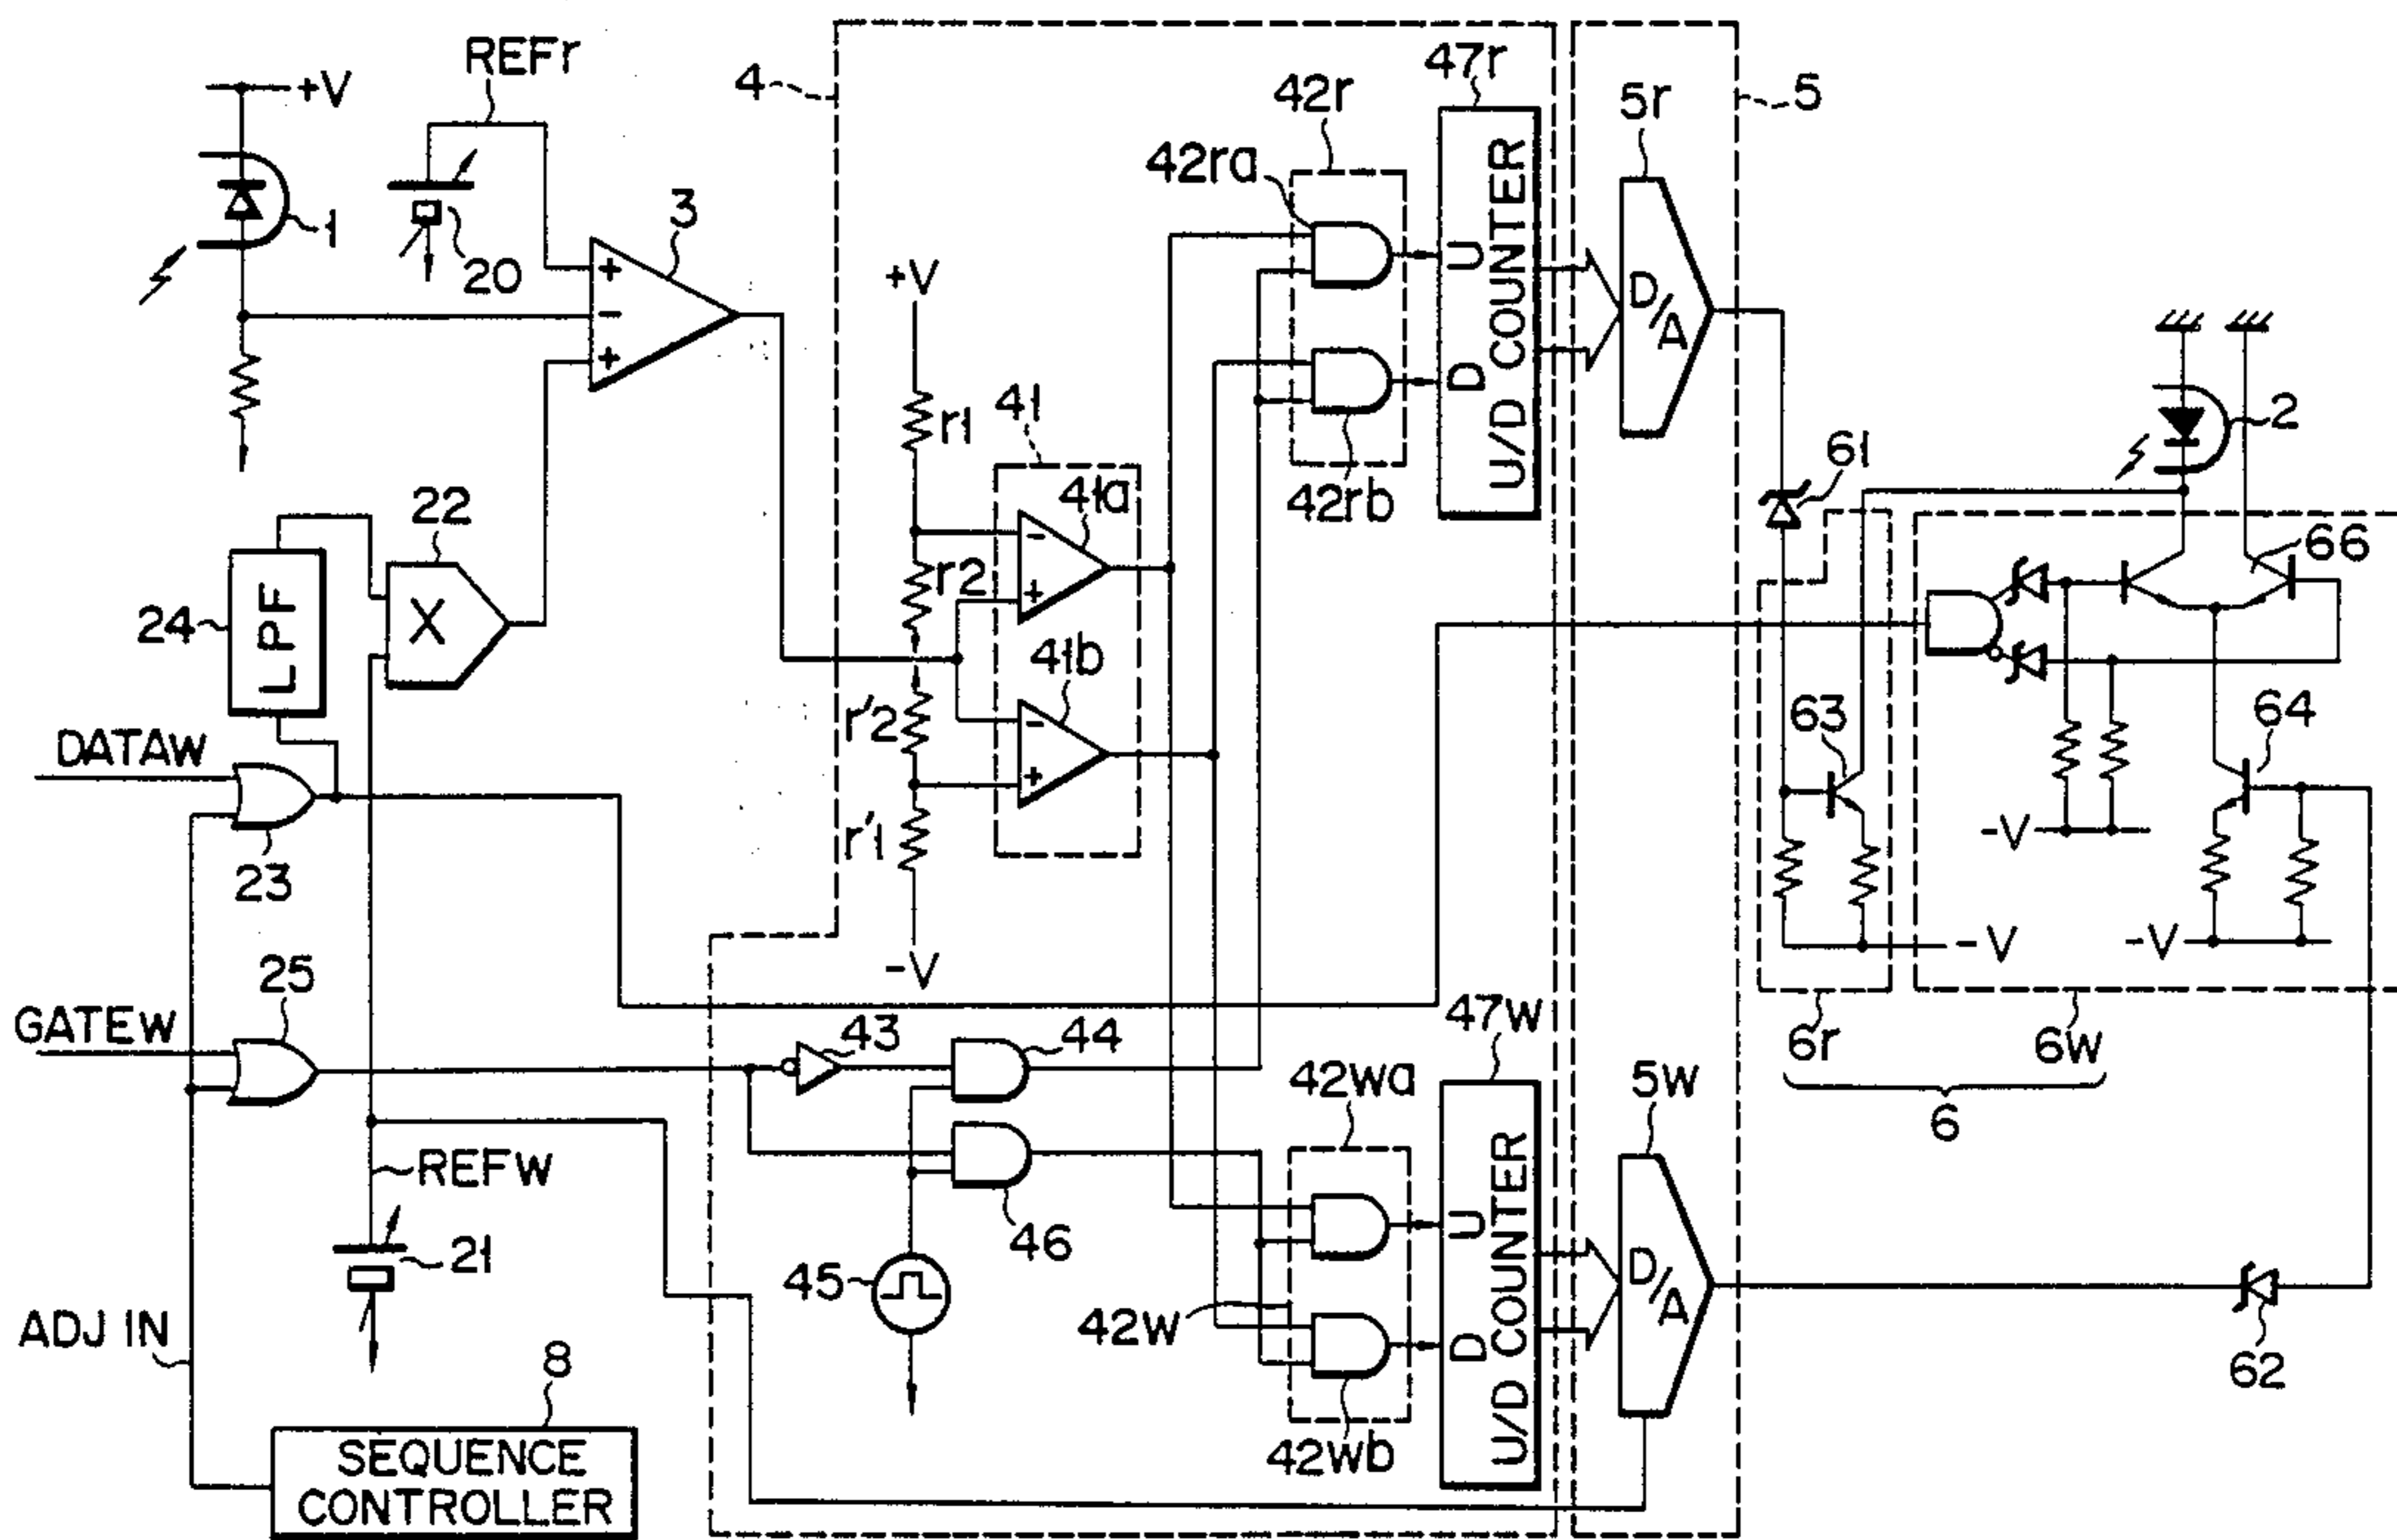 REFr
+V
1
20
3
4
47r
42r
42ra
42rb
U
D
U/D COUNTER
5r
D/A
5
+V
r1
41
41a
r2
41b
r'2
r'1
-V
22
X
24
LPF
DATAW
23
25
GATEW
REFW
21
ADJ IN
8
SEQUENCE
CONTROLLER
43
44
45
46
42wa
42w
42wb
47w
U
D
U/D COUNTER
5w
D/A
2
61
66
63
64
-V
-V
-V
6r
6w
6
62